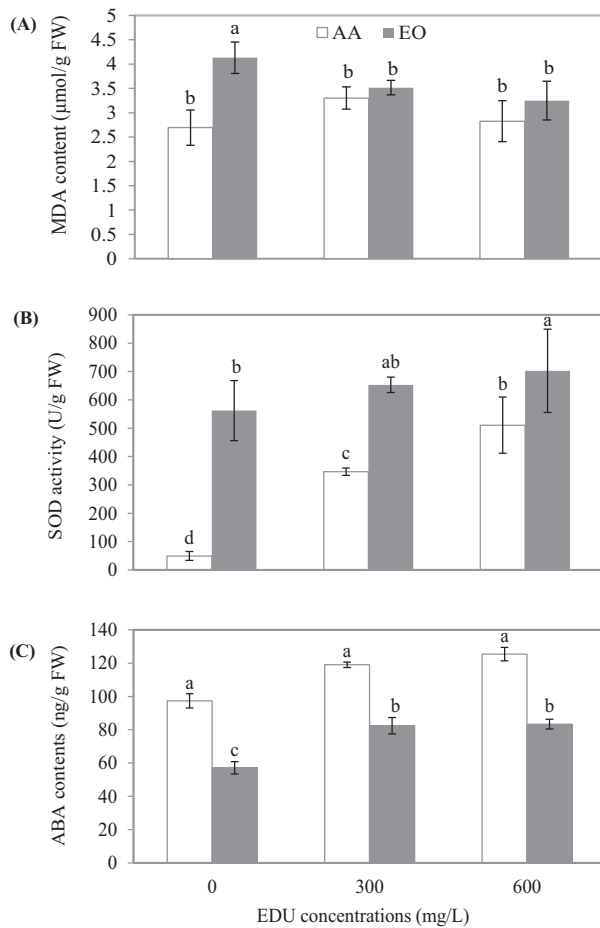 (A)
MDA content (μmol/g FW)
5
4.5
4
3.5
3
2.5
2
1.5
1
0.5
0
AA EO
b a b b b b
(B)
SOD activity (U/g FW)
900
800
700
600
500
400
300
200
100
0
d b c ab b a
(C)
ABA contents (ng/g FW)
140
120
100
80
60
40
20
0
a c a b a b
0 300 600
EDU concentrations (mg/L)